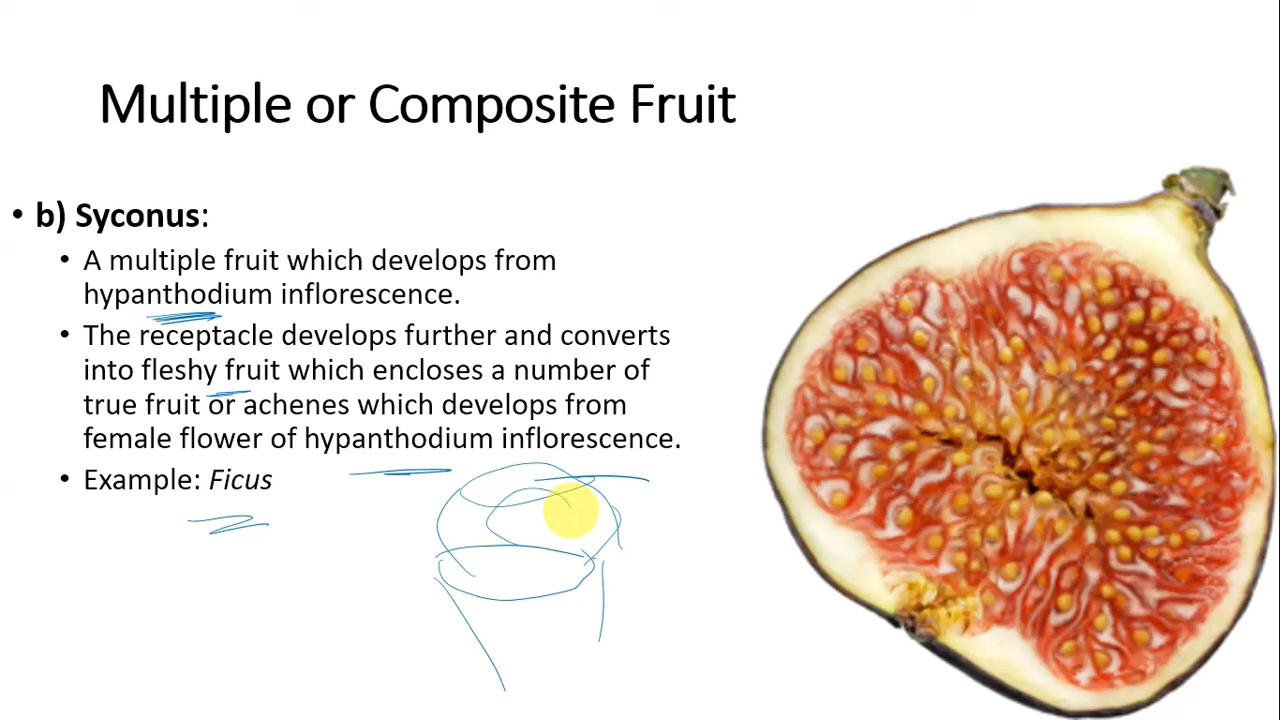 Multiple or Composite Fruit
• b) Syconus:
• A multiple fruit which develops from
hypanthodium inflorescence.
• The receptacle develops further and converts
into fleshy fruit which encloses a number of
true fruit or achenes which develops from
female flower of hypanthodium inflorescence.
• Example: Ficus